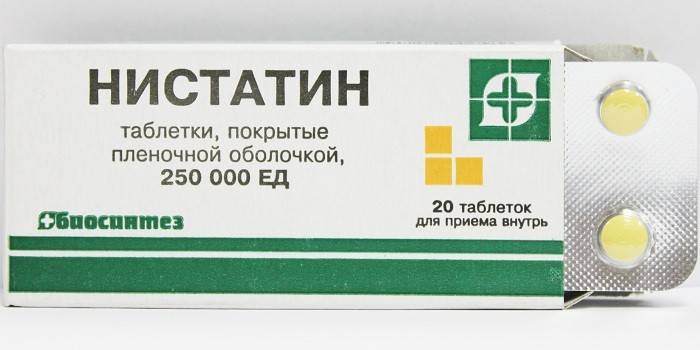 НИСТАТИН
таблетки, покрытые
пленочной оболочкой,
250 000 ЕД
биосинтез
20 таблеток
для приема внутрь